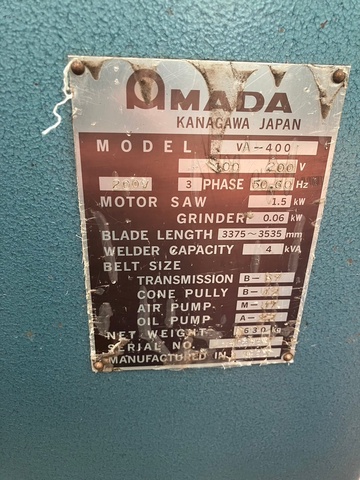 AMADA
KANAGAWA JAPAN
MODEL VA-400
200 V
200V 3 PHASE 50-60 Hz
MOTOR SAW 1.5 kW
GRINDER 0.06 kW
BLADE LENGTH 3375~3535 mm
WELDER CAPACITY 4 kVA
BELT SIZE
TRANSMISSION B-
CONE PULLY B-
AIR PUMP M-
OIL PUMP A-
NET WEIGHT 630 kg
SERIAL NO.
MANUFACTURED IN